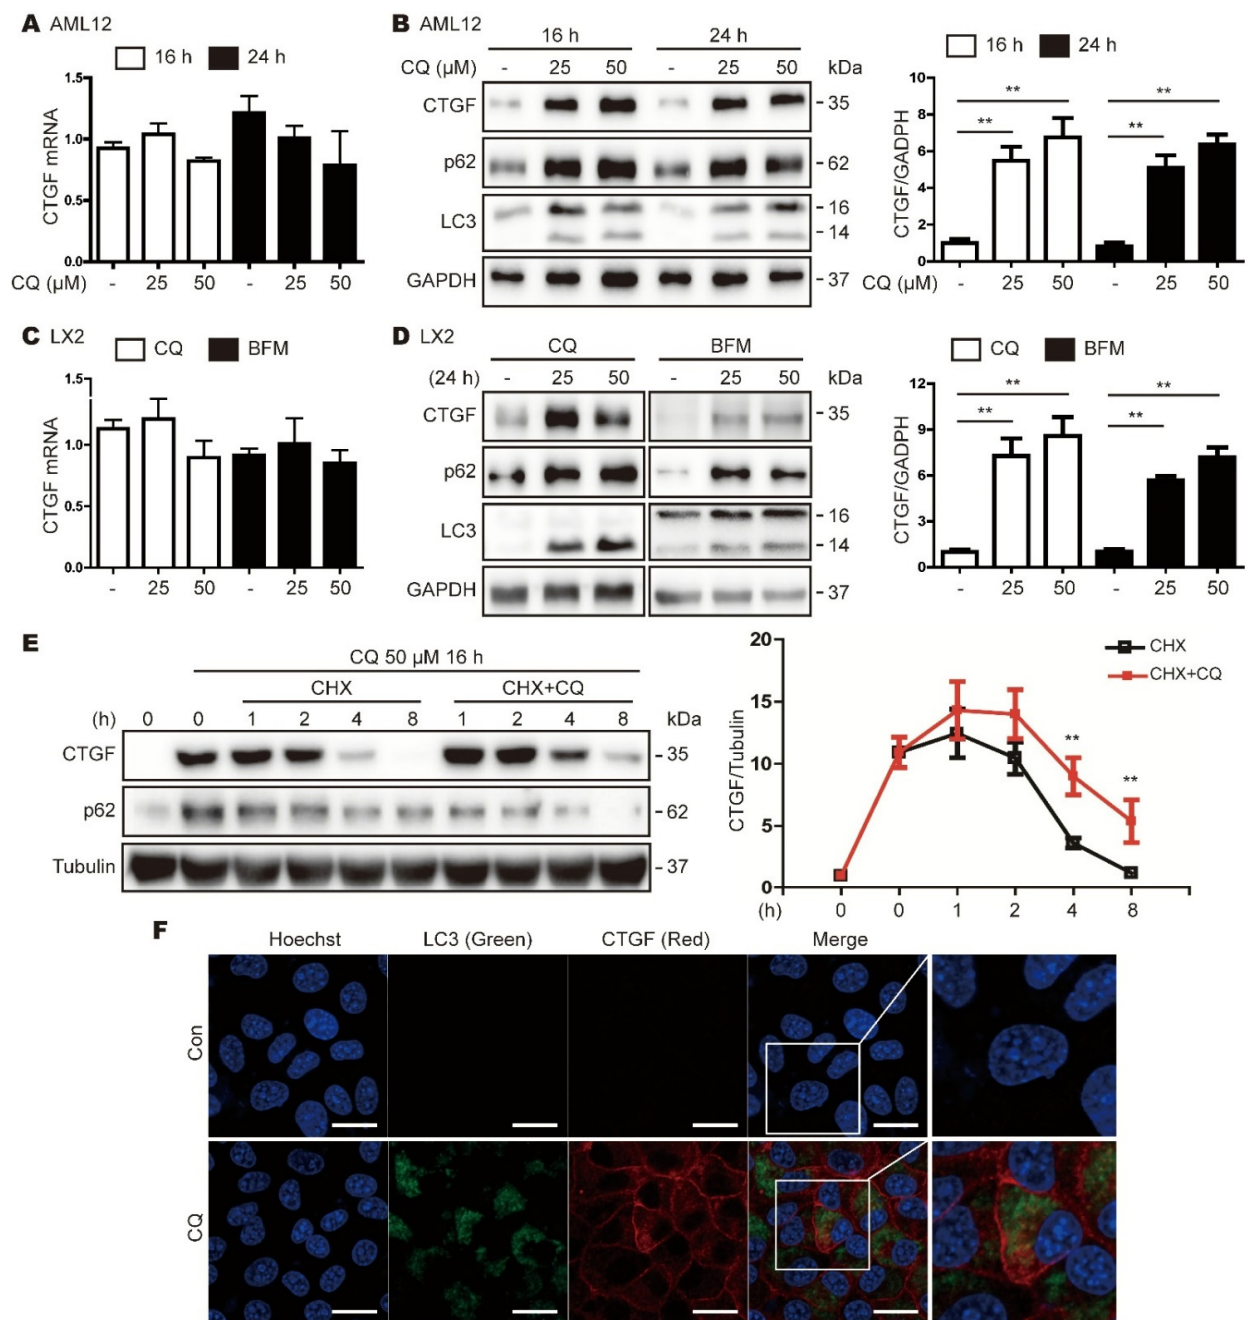 A AML12
16 h 24 h
CTGF mRNA
1.5
1.0
0.5
0.0
CQ (μM) - 25 50 - 25 50
B AML12
16 h 24 h
CQ (μM) - 25 50 - 25 50 kDa
CTGF - 35
p62 - 62
LC3 - 16
- 14
GAPDH - 37
16 h 24 h
CTGF/GADPH
10
8
6
4
2
0
** ** ** **
CQ (μM) - 25 50 - 25 50
C LX2
CQ BFM
CTGF mRNA
1.5
1.0
0.5
0.0
- 25 50 - 25 50
D LX2
CQ BFM
(24 h) - 25 50 - 25 50 kDa
CTGF - 35
p62 - 62
LC3 - 16
- 14
GAPDH - 37
CQ BFM
CTGF/GADPH
12
9
6
3
0
** ** ** **
- 25 50 - 25 50
E
CQ 50 μM 16 h
CHX CHX+CQ
(h) 0 0 1 2 4 8 1 2 4 8 kDa
CTGF - 35
p62 - 62
Tubulin - 37
CHX
CHX+CQ
CTGF/Tubulin
20
15
10
5
0
** **
(h) 0 0 1 2 4 8
F
Hoechst LC3 (Green) CTGF (Red) Merge
Con
CQ